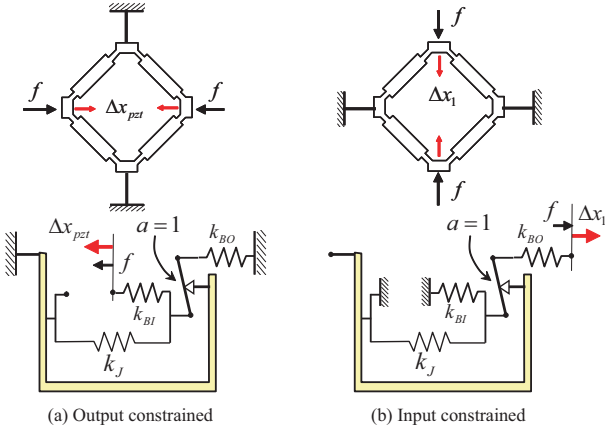 f
f
Δx_pzt
f
Δx_1
f
Δx_pzt
f
a = 1
k_BO
k_BI
k_J
a = 1
k_BO
f
Δx_1
k_BI
k_J
(a) Output constrained
(b) Input constrained